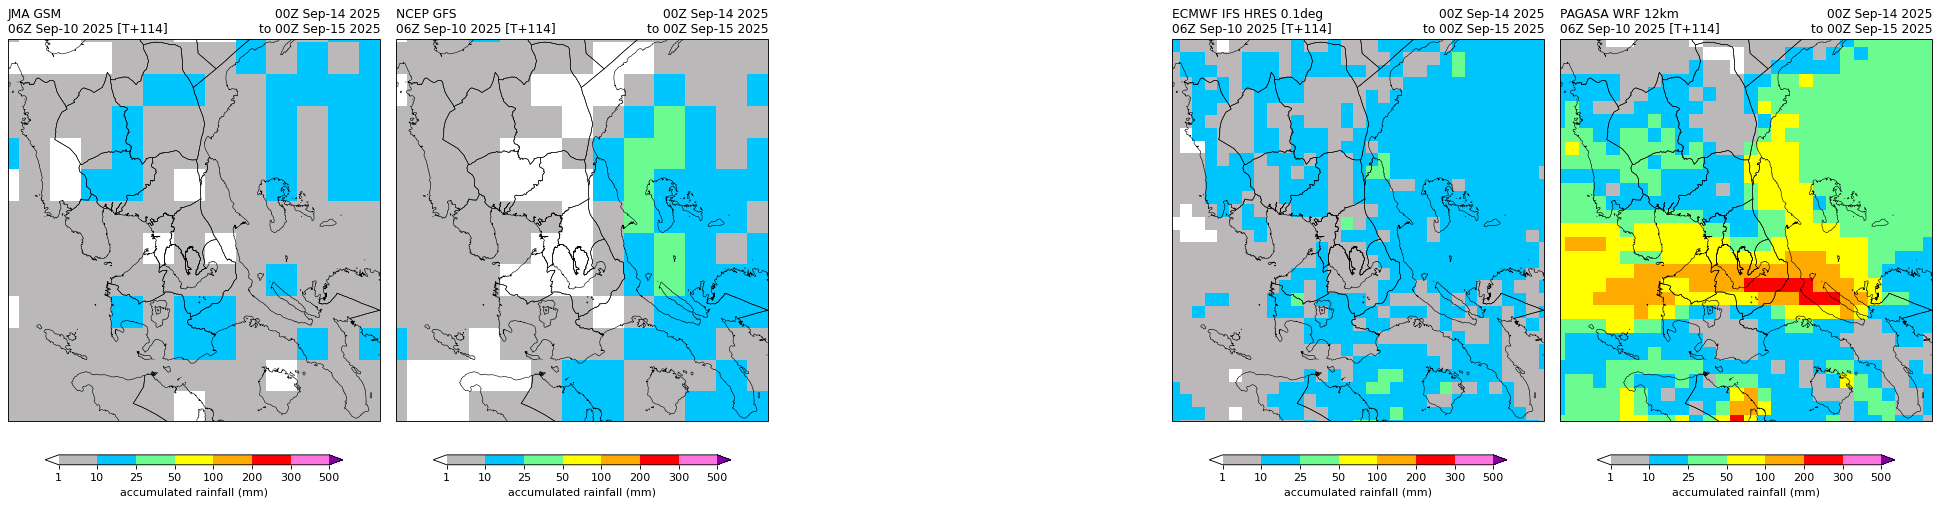 JMA GSM 00Z Sep-14 2025
06Z Sep-10 2025 [T+114] to 00Z Sep-15 2025
1 10 25 50 100 200 300 500
accumulated rainfall (mm)
NCEP GFS 00Z Sep-14 2025
06Z Sep-10 2025 [T+114] to 00Z Sep-15 2025
1 10 25 50 100 200 300 500
accumulated rainfall (mm)
ECMWF IFS HRES 0.1deg 00Z Sep-14 2025
06Z Sep-10 2025 [T+114] to 00Z Sep-15 2025
1 10 25 50 100 200 300 500
accumulated rainfall (mm)
PAGASA WRF 12km 00Z Sep-14 2025
06Z Sep-10 2025 [T+114] to 00Z Sep-15 2025
1 10 25 50 100 200 300 500
accumulated rainfall (mm)